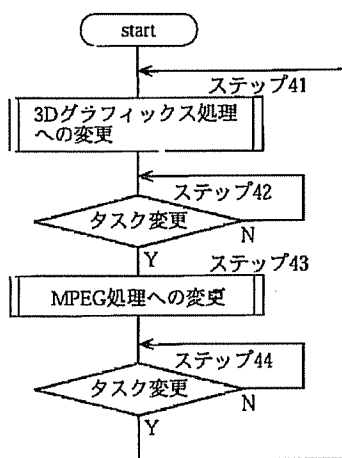 start
ステップ41
3Dグラフィックス処理
への変更
ステップ42
タスク変更
N
Y
ステップ43
MPEG処理への変更
ステップ44
タスク変更
N
Y